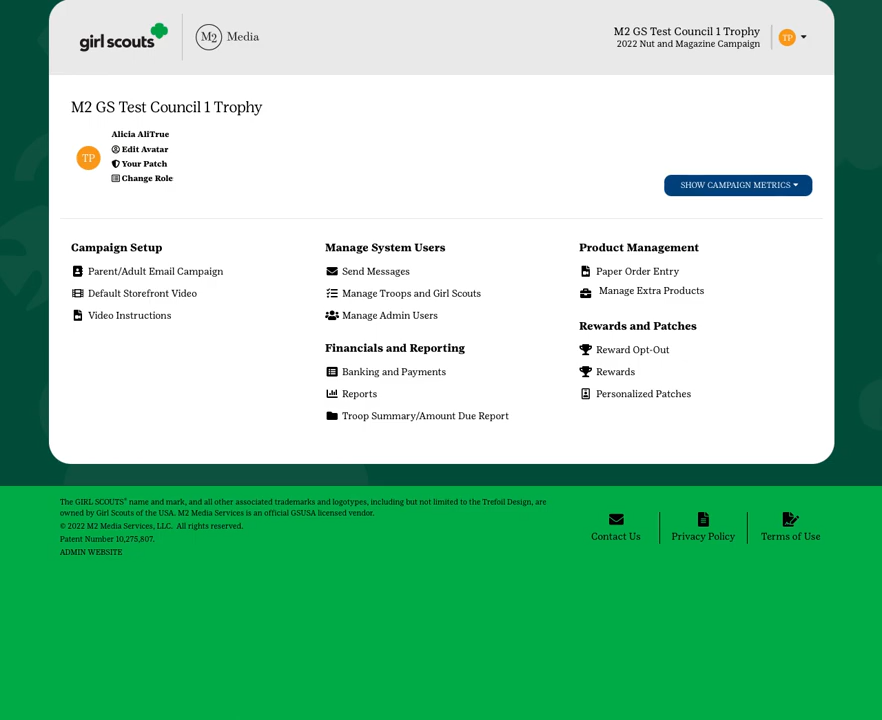 girl scouts
M2 Media
M2 GS Test Council 1 Trophy
2022 Nut and Magazine Campaign
TP
M2 GS Test Council 1 Trophy
TP
Alicia AliTrue
Edit Avatar
Your Patch
Change Role
SHOW CAMPAIGN METRICS
Campaign Setup
Parent/Adult Email Campaign
Default Storefront Video
Video Instructions
Manage System Users
Send Messages
Manage Troops and Girl Scouts
Manage Admin Users
Financials and Reporting
Banking and Payments
Reports
Troop Summary/Amount Due Report
Product Management
Paper Order Entry
Manage Extra Products
Rewards and Patches
Reward Opt-Out
Rewards
Personalized Patches
The GIRL SCOUTS® name and mark, and all other associated trademarks and logotypes, including but not limited to the Trefoil Design, are
owned by Girl Scouts of the USA. M2 Media Services is an official GSUSA licensed vendor.
© 2022 M2 Media Services, LLC. All rights reserved.
Patent Number 10,275,807.
ADMIN WEBSITE
Contact Us
Privacy Policy
Terms of Use